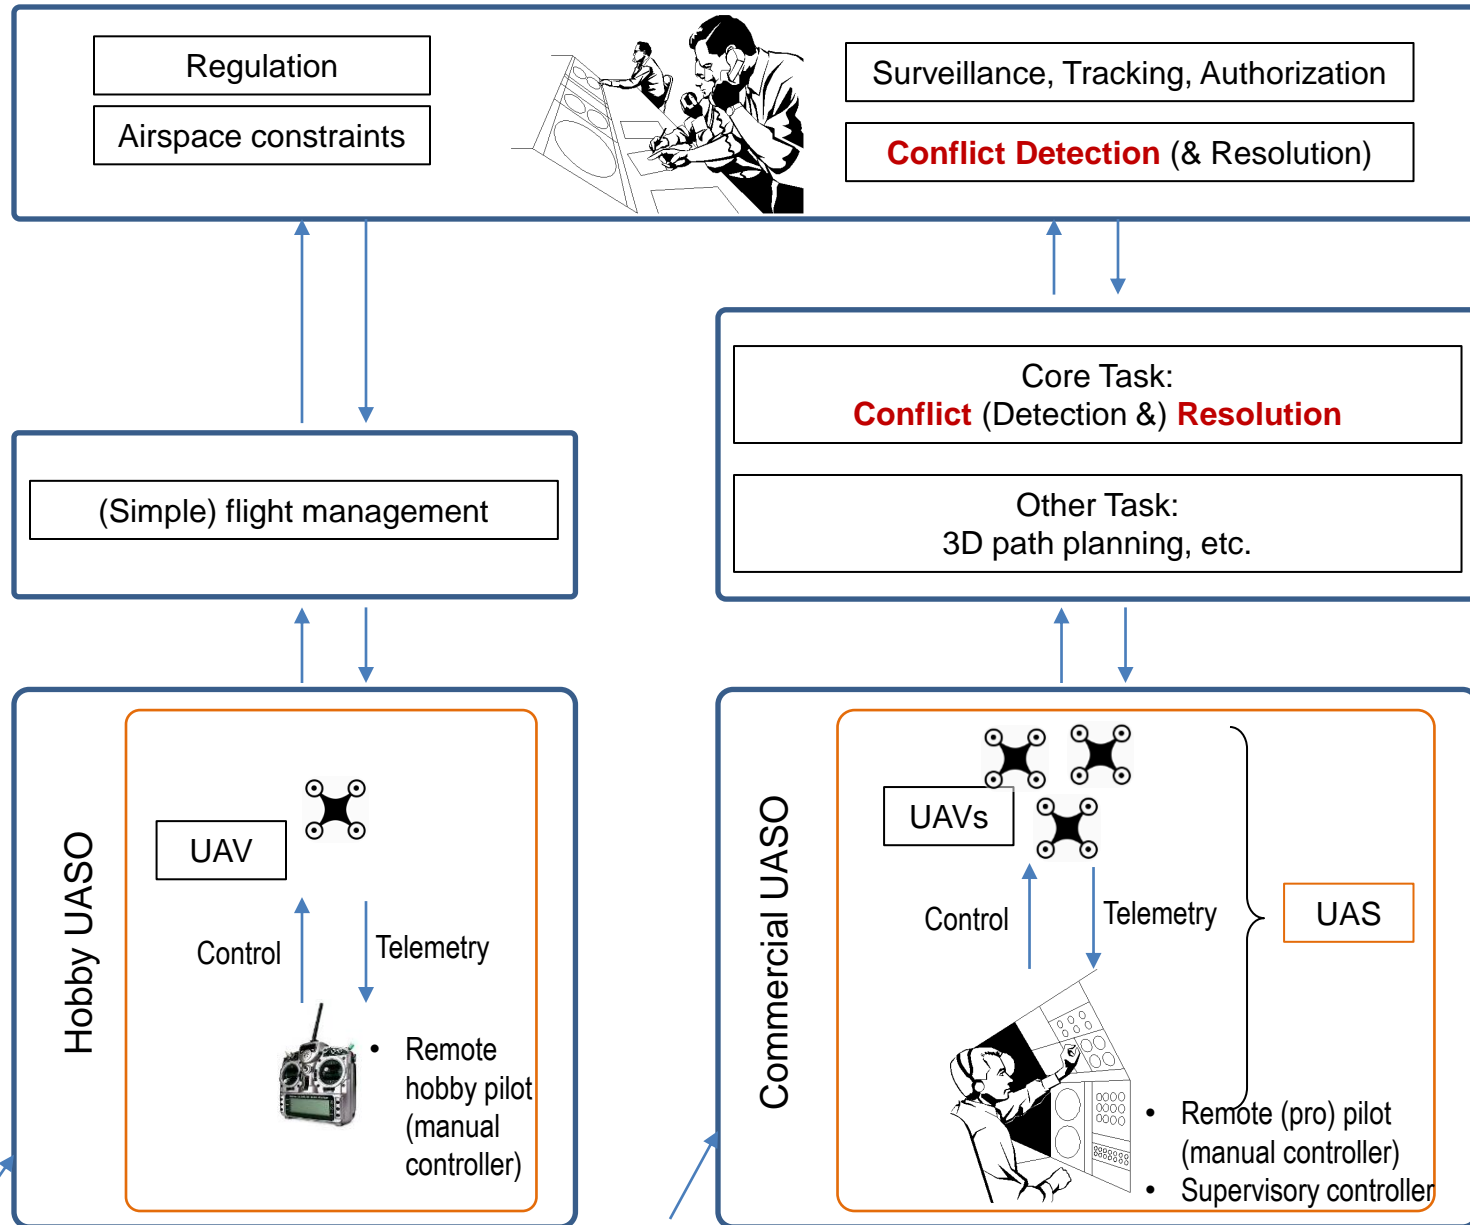 Regulation
Airspace constraints
Surveillance, Tracking, Authorization
Conflict Detection (& Resolution)
(Simple) flight management
Core Task:
Conflict (Detection &) Resolution
Other Task:
3D path planning, etc.
Hobby UASO
UAV
Control
Telemetry
• Remote
hobby pilot
(manual
controller)
Commercial UASO
UAVs
Control
Telemetry
UAS
• Remote (pro) pilot
(manual controller)
• Supervisory controller